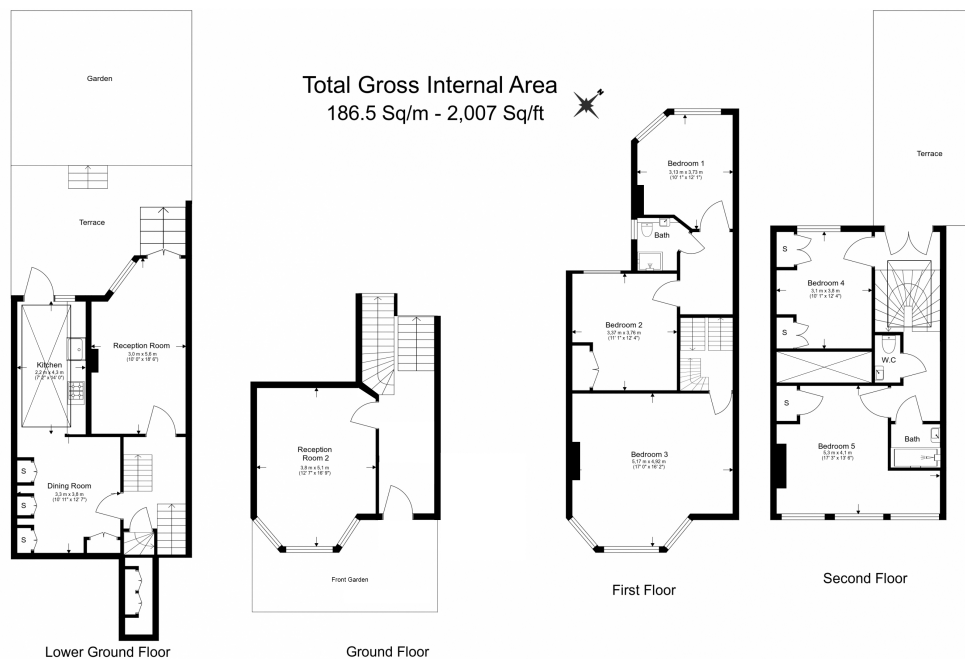 Total Gross Internal Area
186.5 Sq/m - 2,007 Sq/ft
N
Garden
Terrace
Kitchen
2,2 m x 4,3 m
(7' 2" x 14' 0")
Reception Room
3,0 m x 5,6 m
(10' 0" x 18' 6")
Dining Room
3,3 m x 3,8 m
(10' 11" x 12' 7")
S
S
S
Lower Ground Floor
Reception
Room 2
3,8 m x 5,1 m
(12' 7" x 16' 9")
Front Garden
Ground Floor
Bedroom 1
3,13 m x 3,73 m
(10' 1" x 12' 1")
Bath
Bedroom 2
3,37 m x 3,76 m
(11' 1" x 12' 4")
Bedroom 3
5,17 m x 4,92 m
(17' 0" x 16' 2")
First Floor
Terrace
S
Bedroom 4
3,1 m x 3,8 m
(10' 1" x 12' 4")
S
W.C
S
Bath
Bedroom 5
5,3 m x 4,1 m
(17' 3" x 13' 6")
Second Floor